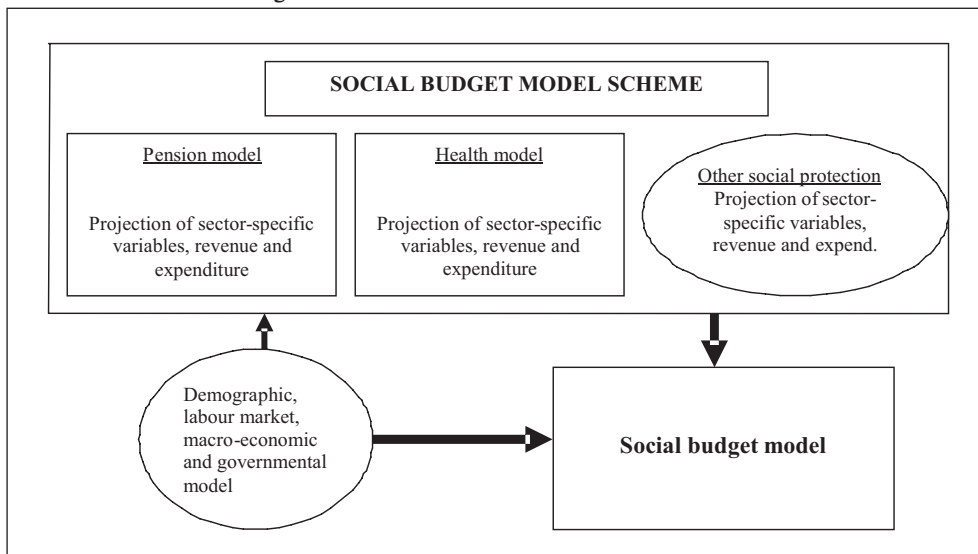 SOCIAL BUDGET MODEL SCHEME
Pension model
Projection of sector-specific
variables, revenue and
expenditure
Health model
Projection of sector-specific
variables, revenue and
expenditure
Other social protection
Projection of sector-
specific variables,
revenue and expend.
Demographic,
labour market,
macro-economic
and governmental
model
Social budget model